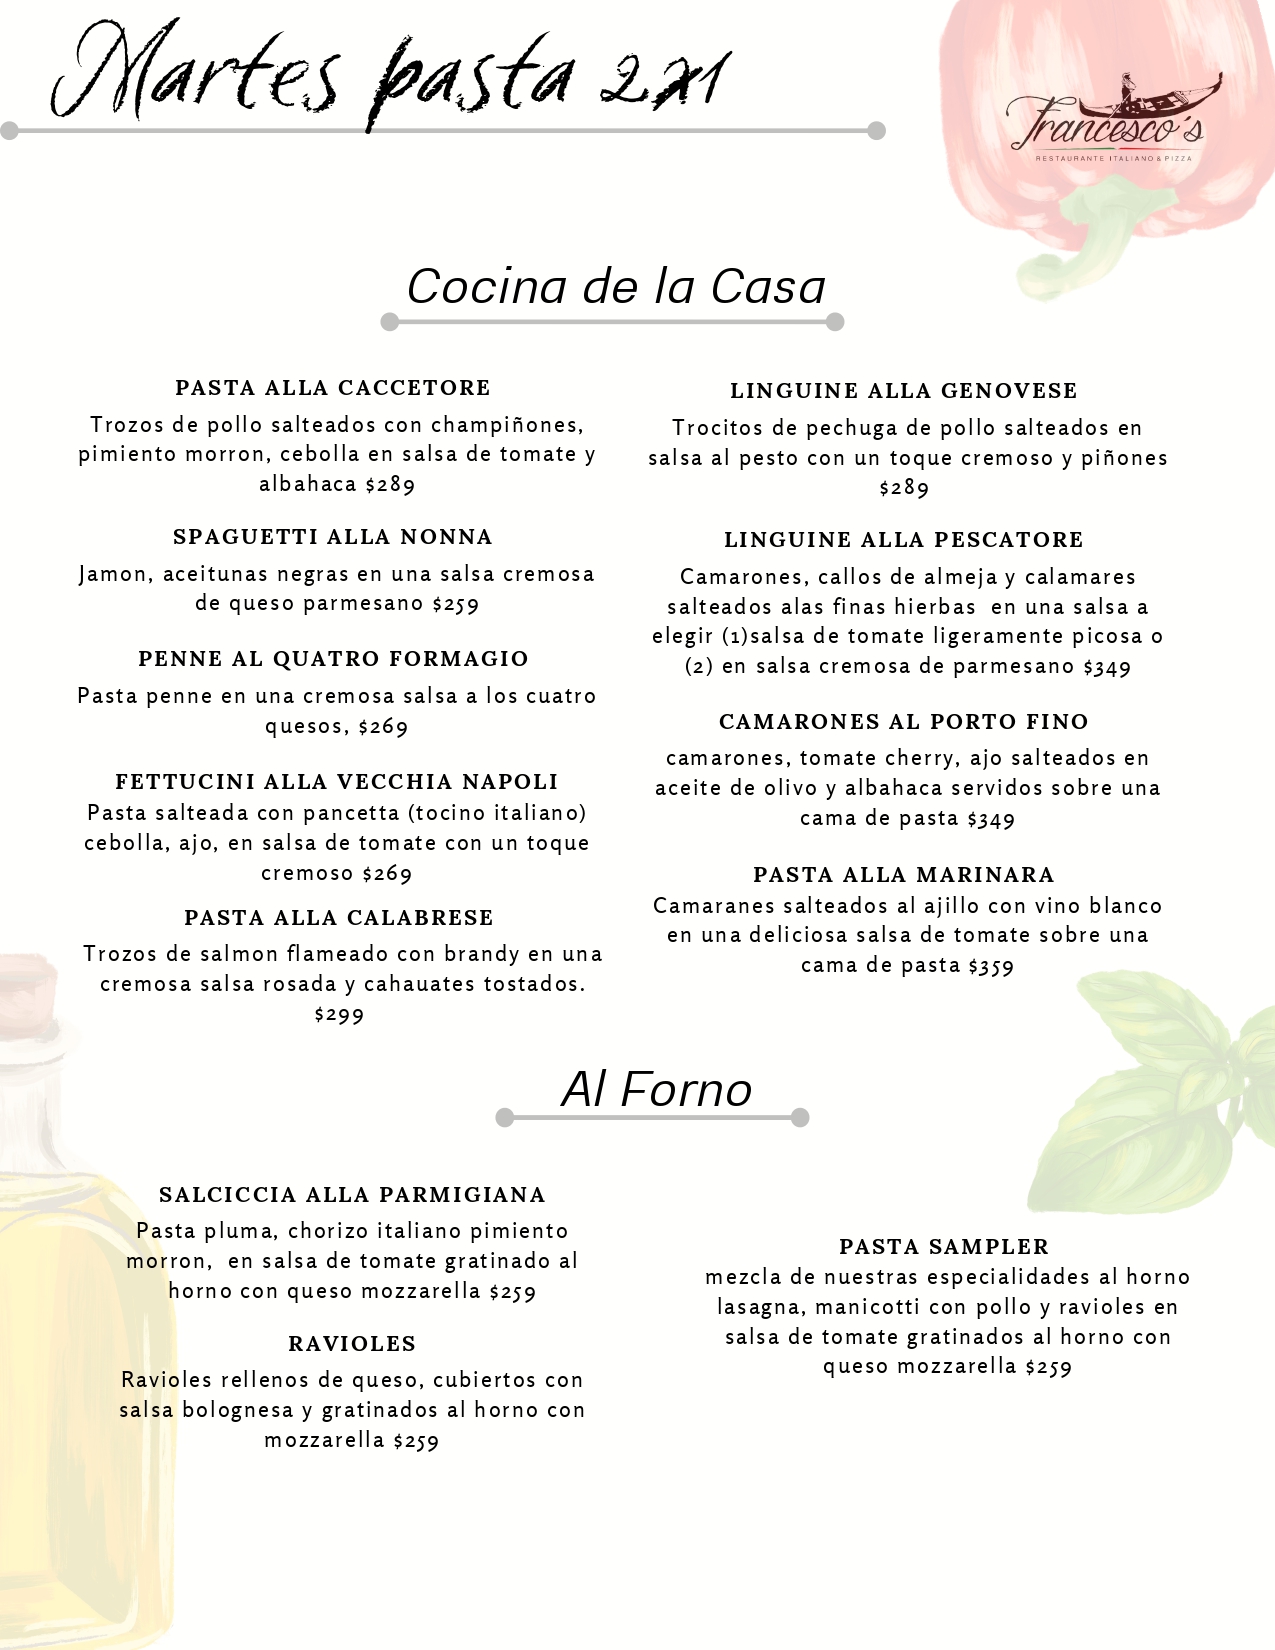 Martes pasta 2x1
Francesco's
RESTAURANTE ITALIANO & PIZZA
Cocina de la Casa
PASTA ALLA CACCETORE
Trozos de pollo salteados con champiñones,
pimiento morron, cebolla en salsa de tomate y
albahaca $289
SPAGUETTI ALLA NONNA
Jamon, aceitunas negras en una salsa cremosa
de queso parmesano $259
PENNE AL QUATRO FORMAGIO
Pasta penne en una cremosa salsa a los cuatro
quesos, $269
FETTUCINI ALLA VECCHIA NAPOLI
Pasta salteada con pancetta (tocino italiano)
cebolla, ajo, en salsa de tomate con un toque
cremoso $269
PASTA ALLA CALABRESE
Trozos de salmon flameado con brandy en una
cremosa salsa rosada y cahauates tostados.
$299
LINGUINE ALLA GENOVESE
Trocitos de pechuga de pollo salteados en
salsa al pesto con un toque cremoso y piñones
$289
LINGUINE ALLA PESCATORE
Camarones, callos de almeja y calamares
salteados alas finas hierbas  en una salsa a
elegir (1)salsa de tomate ligeramente picosa o
(2) en salsa cremosa de parmesano $349
CAMARONES AL PORTO FINO
camarones, tomate cherry, ajo salteados en
aceite de olivo y albahaca servidos sobre una
cama de pasta $349
PASTA ALLA MARINARA
Camaranes salteados al ajillo con vino blanco
en una deliciosa salsa de tomate sobre una
cama de pasta $359
Al Forno
SALCICCIA ALLA PARMIGIANA
Pasta pluma, chorizo italiano pimiento
morron,  en salsa de tomate gratinado al
horno con queso mozzarella $259
RAVIOLES
Ravioles rellenos de queso, cubiertos con
salsa bolognesa y gratinados al horno con
mozzarella $259
PASTA SAMPLER
mezcla de nuestras especialidades al horno
lasagna, manicotti con pollo y ravioles en
salsa de tomate gratinados al horno con
queso mozzarella $259